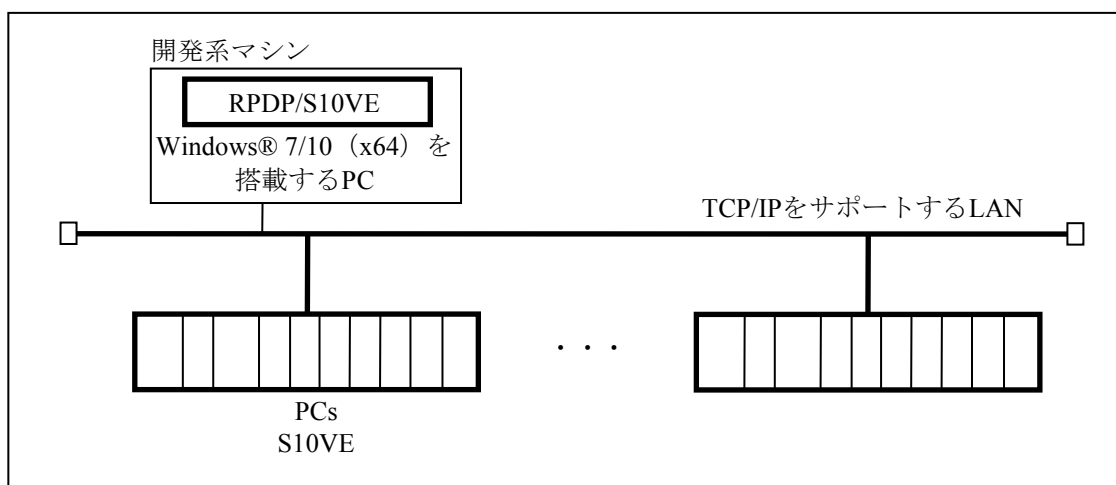 開発系マシン
RPDP/S10VE
Windows® 7/10（x64）を
搭載するPC
TCP/IPをサポートするLAN
・・・
PCs
S10VE